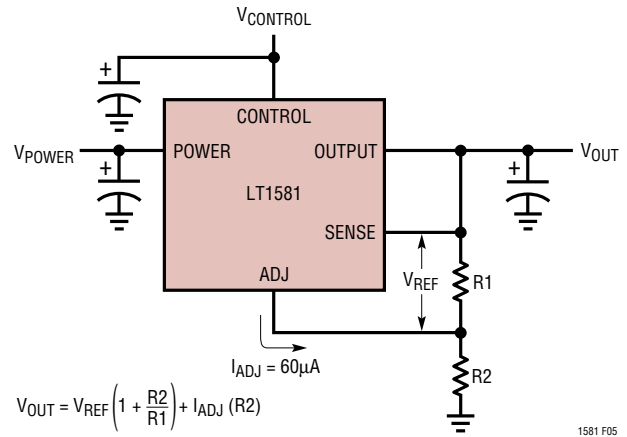 VCONTROL
+
CONTROL
VPOWER
POWER
OUTPUT
VOUT
+
+
LT1581
SENSE
ADJ
VREF
R1
IADJ = 60µA
R2
VOUT = VREF(1 + R2/R1) + IADJ (R2)
1581 F05